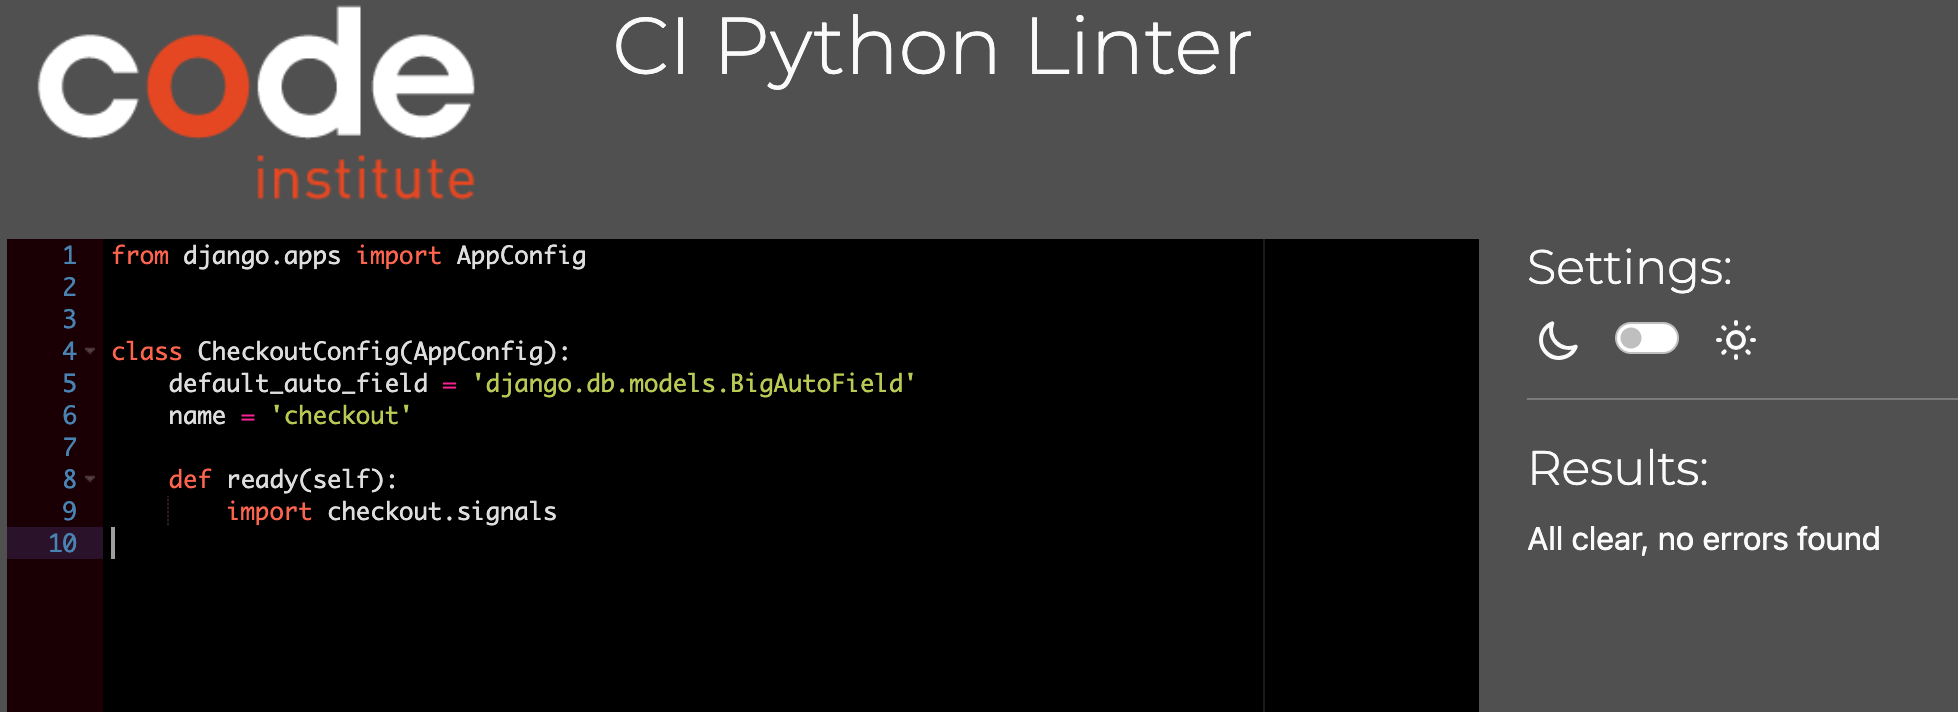 code
institute
CI Python Linter
1 from django.apps import AppConfig
2
3
4 class CheckoutConfig(AppConfig):
5     default_auto_field = 'django.db.models.BigAutoField'
6     name = 'checkout'
7
8     def ready(self):
9         import checkout.signals
10
Settings:
Results:
All clear, no errors found